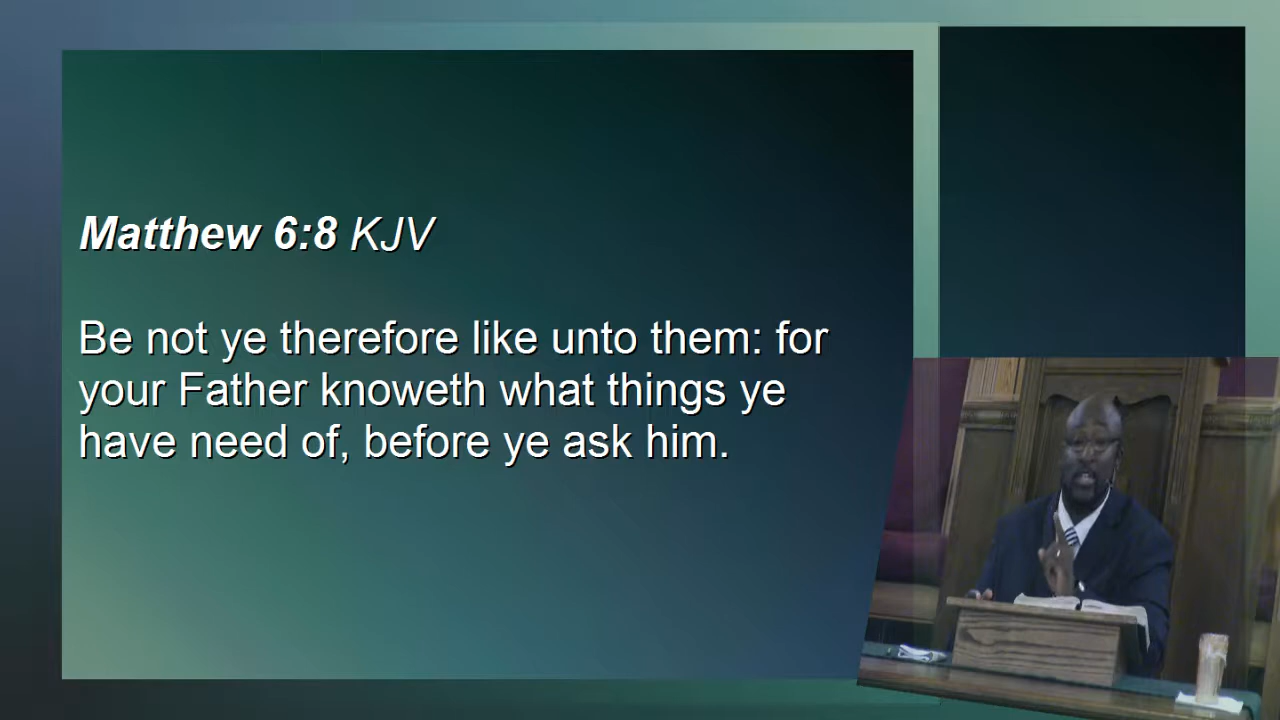 Matthew 6:8 KJV
Be not ye therefore like unto them: for
your Father knoweth what things ye
have need of, before ye ask him.